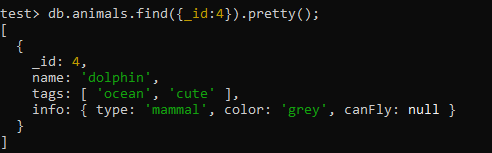 test> db.animals.find({_id:4}).pretty();
[
  {
    _id: 4,
    name: 'dolphin',
    tags: [ 'ocean', 'cute' ],
    info: { type: 'mammal', color: 'grey', canFly: null }
  }
]